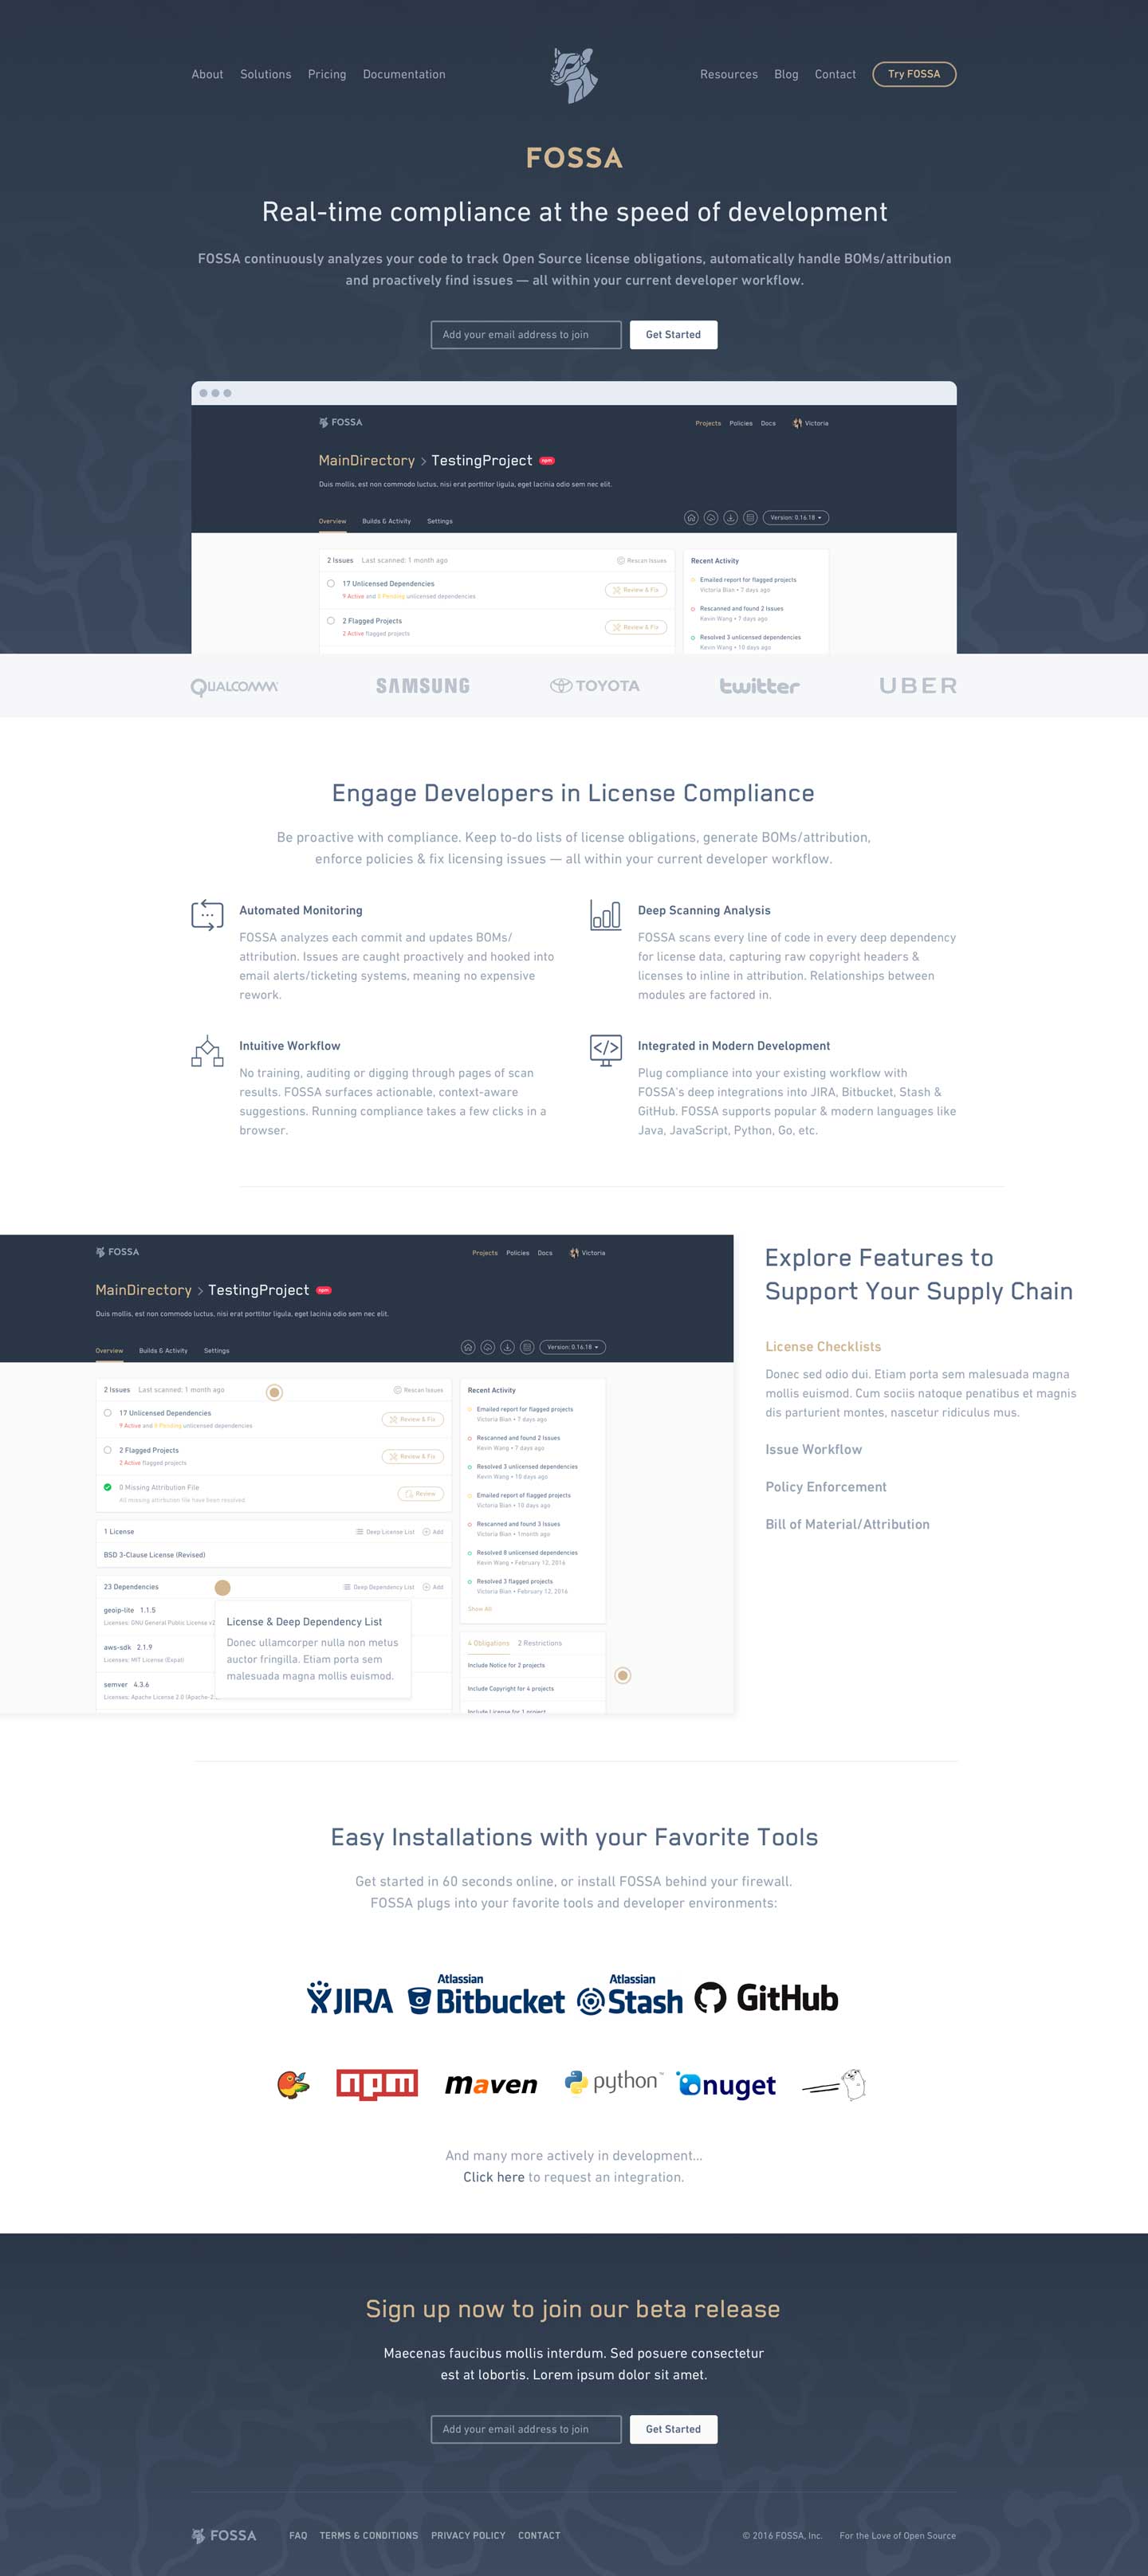 About Solutions Pricing Documentation
Resources Blog Contact Try FOSSA
FOSSA
Real-time compliance at the speed of development
FOSSA continuously analyzes your code to track Open Source license obligations, automatically handle BOMs/attribution
and proactively find issues — all within your current developer workflow.
Add your email address to join Get Started
FOSSA Projects Policies Docs Victoria
MainDirectory > TestingProject npm
Duis mollis, est non commodo luctus, nisi erat porttitor ligula, eget lacinia odio sem nec elit.
Overview Builds & Activity Settings Version: 0.16.18
2 Issues Last scanned: 1 month ago Rescan Issues
17 Unlicensed Dependencies
9 Active and 8 Pending unlicensed dependencies
Review & Fix
2 Flagged Projects
2 Active flagged projects
Review & Fix
Recent Activity
Emailed report for flagged projects
Victoria Bian • 7 days ago
Rescanned and found 2 Issues
Kevin Wang • 7 days ago
Resolved 3 unlicensed dependencies
Kevin Wang • 10 days ago
QUALCOMM SAMSUNG TOYOTA twitter UBER
Engage Developers in License Compliance
Be proactive with compliance. Keep to-do lists of license obligations, generate BOMs/attribution,
enforce policies & fix licensing issues — all within your current developer workflow.
Automated Monitoring
FOSSA analyzes each commit and updates BOMs/
attribution. Issues are caught proactively and hooked into
email alerts/ticketing systems, meaning no expensive
rework.
Deep Scanning Analysis
FOSSA scans every line of code in every deep dependency
for license data, capturing raw copyright headers &
licenses to inline in attribution. Relationships between
modules are factored in.
Intuitive Workflow
No training, auditing or digging through pages of scan
results. FOSSA surfaces actionable, context-aware
suggestions. Running compliance takes a few clicks in a
browser.
Integrated in Modern Development
Plug compliance into your existing workflow with
FOSSA's deep integrations into JIRA, Bitbucket, Stash &
GitHub. FOSSA supports popular & modern languages like
Java, JavaScript, Python, Go, etc.
FOSSA Projects Policies Docs Victoria
MainDirectory > TestingProject npm
Duis mollis, est non commodo luctus, nisi erat porttitor ligula, eget lacinia odio sem nec elit.
Overview Builds & Activity Settings Version: 0.16.18
2 Issues Last scanned: 1 month ago Rescan Issues
17 Unlicensed Dependencies
9 Active and 8 Pending unlicensed dependencies
Review & Fix
2 Flagged Projects
2 Active flagged projects
Review & Fix
0 Missing Attribution File
All missing attribution file have been resolved
Review
1 License Deep License List Add
BSD 3-Clause License (Revised)
23 Dependencies Deep Dependency List Add
geoip-lite 1.1.5
Licenses: GNU General Public License v2
aws-sdk 2.1.9
Licenses: MIT License (Expat)
semver 4.3.6
Licenses: Apache License 2.0 (Apache-2.
License & Deep Dependency List
Donec ullamcorper nulla non metus
auctor fringilla. Etiam porta sem
malesuada magna mollis euismod.
Recent Activity
Emailed report for flagged projects
Victoria Bian • 7 days ago
Rescanned and found 2 Issues
Kevin Wang • 7 days ago
Resolved 3 unlicensed dependencies
Kevin Wang • 10 days ago
Emailed report of flagged projects
Victoria Bian • 10 days ago
Rescanned and found 3 Issues
Victoria Bian • 1 month ago
Resolved 8 unlicensed dependencies
Kevin Wang • February 12, 2016
Resolved 3 flagged projects
Victoria Bian • February 12, 2016
Show All
4 Obligations 2 Restrictions
Include Notice for 2 projects
Include Copyright for 4 projects
Include License for 1 project
Explore Features to
Support Your Supply Chain
License Checklists
Donec sed odio dui. Etiam porta sem malesuada magna
mollis euismod. Cum sociis natoque penatibus et magnis
dis parturient montes, nascetur ridiculus mus.
Issue Workflow
Policy Enforcement
Bill of Material/Attribution
Easy Installations with your Favorite Tools
Get started in 60 seconds online, or install FOSSA behind your firewall.
FOSSA plugs into your favorite tools and developer environments:
JIRA Atlassian Bitbucket Atlassian Stash GitHub
npm maven python™ nuget
And many more actively in development...
Click here to request an integration.
Sign up now to join our beta release
Maecenas faucibus mollis interdum. Sed posuere consectetur
est at lobortis. Lorem ipsum dolor sit amet.
Add your email address to join Get Started
FOSSA FAQ TERMS & CONDITIONS PRIVACY POLICY CONTACT © 2016 FOSSA, Inc. For the Love of Open Source